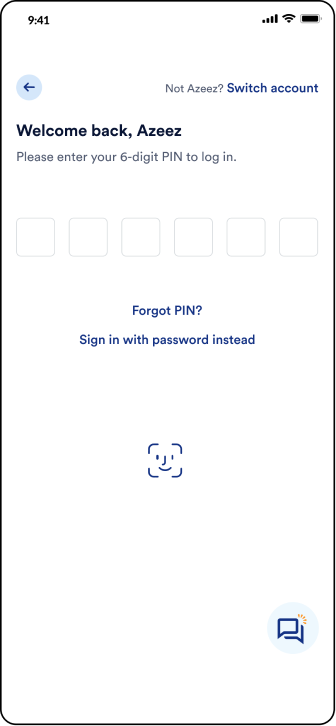 9:41
Not Azeez? Switch account
Welcome back, Azeez
Please enter your 6-digit PIN to log in.
Forgot PIN?
Sign in with password instead